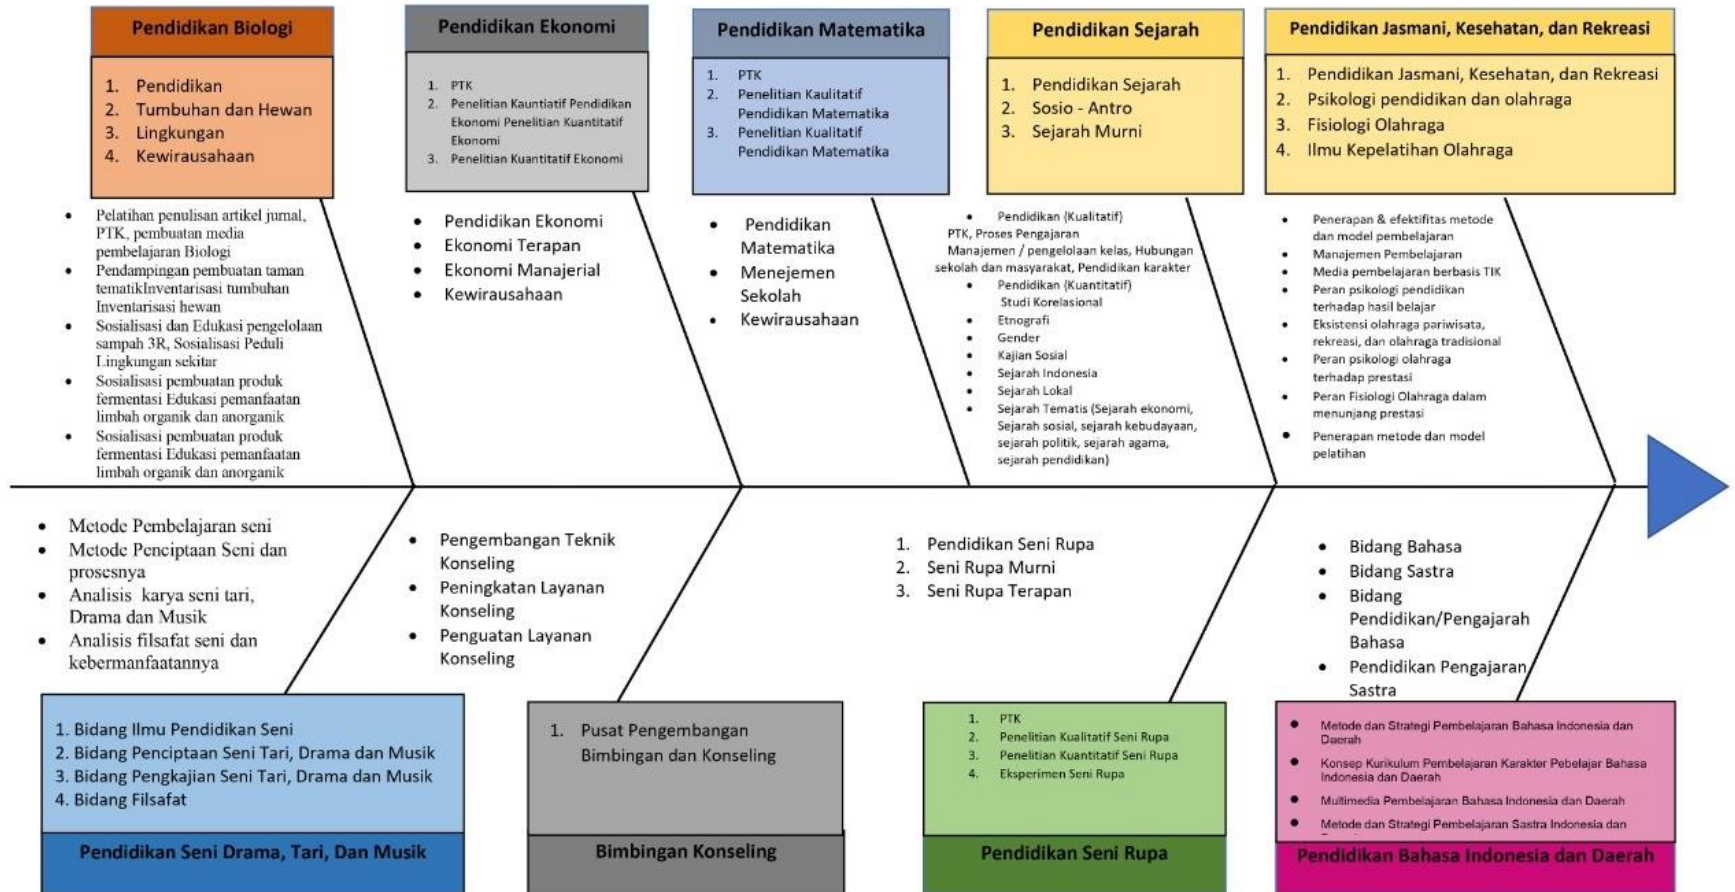 Pendidikan Biologi
1. Pendidikan
2. Tumbuhan dan Hewan
3. Lingkungan
4. Kewirausahaan
• Pelatihan penulisan artikel jurnal,
PTK, pembuatan media
pembelajaran Biologi
• Pendampingan pembuatan taman
tematikInventarisasi tumbuhan
Inventarisasi hewan
• Sosialisasi dan Edukasi pengelolaan
sampah 3R, Sosialisasi Peduli
Lingkungan sekitar
• Sosialisasi pembuatan produk
fermentasi Edukasi pemanfaatan
limbah organik dan anorganik
• Sosialisasi pembuatan produk
fermentasi Edukasi pemanfaatan
limbah organik dan anorganik
Pendidikan Ekonomi
1. PTK
2. Penelitian Kauntiatif Pendidikan
Ekonomi Penelitian Kuantitatif
Ekonomi
3. Penelitian Kuantitatif Ekonomi
• Pendidikan Ekonomi
• Ekonomi Terapan
• Ekonomi Manajerial
• Kewirausahaan
Pendidikan Matematika
1. PTK
2. Penelitian Kaulitatif
Pendidikan Matematika
3. Penelitian Kualitatif
Pendidikan Matematika
• Pendidikan
Matematika
• Menejemen
Sekolah
• Kewirausahaan
Pendidikan Sejarah
1. Pendidikan Sejarah
2. Sosio - Antro
3. Sejarah Murni
• Pendidikan (Kualitatif)
PTK, Proses Pengajaran
Manajemen / pengelolaan kelas, Hubungan
sekolah dan masyarakat, Pendidikan karakter
• Pendidikan (Kuantitatif)
Studi Korelasional
• Etnografi
• Gender
• Kajian Sosial
• Sejarah Indonesia
• Sejarah Lokal
• Sejarah Tematis (Sejarah ekonomi,
Sejarah sosial, sejarah kebudayaan,
sejarah politik, sejarah agama,
sejarah pendidikan)
Pendidikan Jasmani, Kesehatan, dan Rekreasi
1. Pendidikan Jasmani, Kesehatan, dan Rekreasi
2. Psikologi pendidikan dan olahraga
3. Fisiologi Olahraga
4. Ilmu Kepelatihan Olahraga
• Penerapan & efektifitas metode
dan model pembelajaran
• Manajemen Pembelajaran
• Media pembelajaran berbasis TIK
• Peran psikologi pendidikan
terhadap hasil belajar
• Eksistensi olahraga pariwisata,
rekreasi, dan olahraga tradisional
• Peran psikologi olahraga
terhadap prestasi
• Peran Fisiologi Olahraga dalam
menunjang prestasi
• Penerapan metode dan model
pelatihan
• Metode Pembelajaran seni
• Metode Penciptaan Seni dan
prosesnya
• Analisis karya seni tari,
Drama dan Musik
• Analisis filsafat seni dan
kebermanfaatannya
1. Bidang Ilmu Pendidikan Seni
2. Bidang Penciptaan Seni Tari, Drama dan Musik
3. Bidang Pengkajian Seni Tari, Drama dan Musik
4. Bidang Filsafat
Pendidikan Seni Drama, Tari, Dan Musik
• Pengembangan Teknik
Konseling
• Peningkatan Layanan
Konseling
• Penguatan Layanan
Konseling
1. Pusat Pengembangan
Bimbingan dan Konseling
Bimbingan Konseling
1. Pendidikan Seni Rupa
2. Seni Rupa Murni
3. Seni Rupa Terapan
1. PTK
2. Penelitian Kualitatif Seni Rupa
3. Penelitian Kuantitatif Seni Rupa
4. Eksperimen Seni Rupa
Pendidikan Seni Rupa
• Bidang Bahasa
• Bidang Sastra
• Bidang
Pendidikan/Pengajarah
Bahasa
• Pendidikan Pengajaran
Sastra
• Metode dan Strategi Pembelajaran Bahasa Indonesia dan
Daerah
• Konsep Kurikulum Pembelajaran Karakter Pebelajar Bahasa
Indonesia dan Daerah
• Multimedia Pembelajaran Bahasa Indonesia dan Daerah
• Metode dan Strategi Pembelajaran Sastra Indonesia dan
Pendidikan Bahasa Indonesia dan Daerah